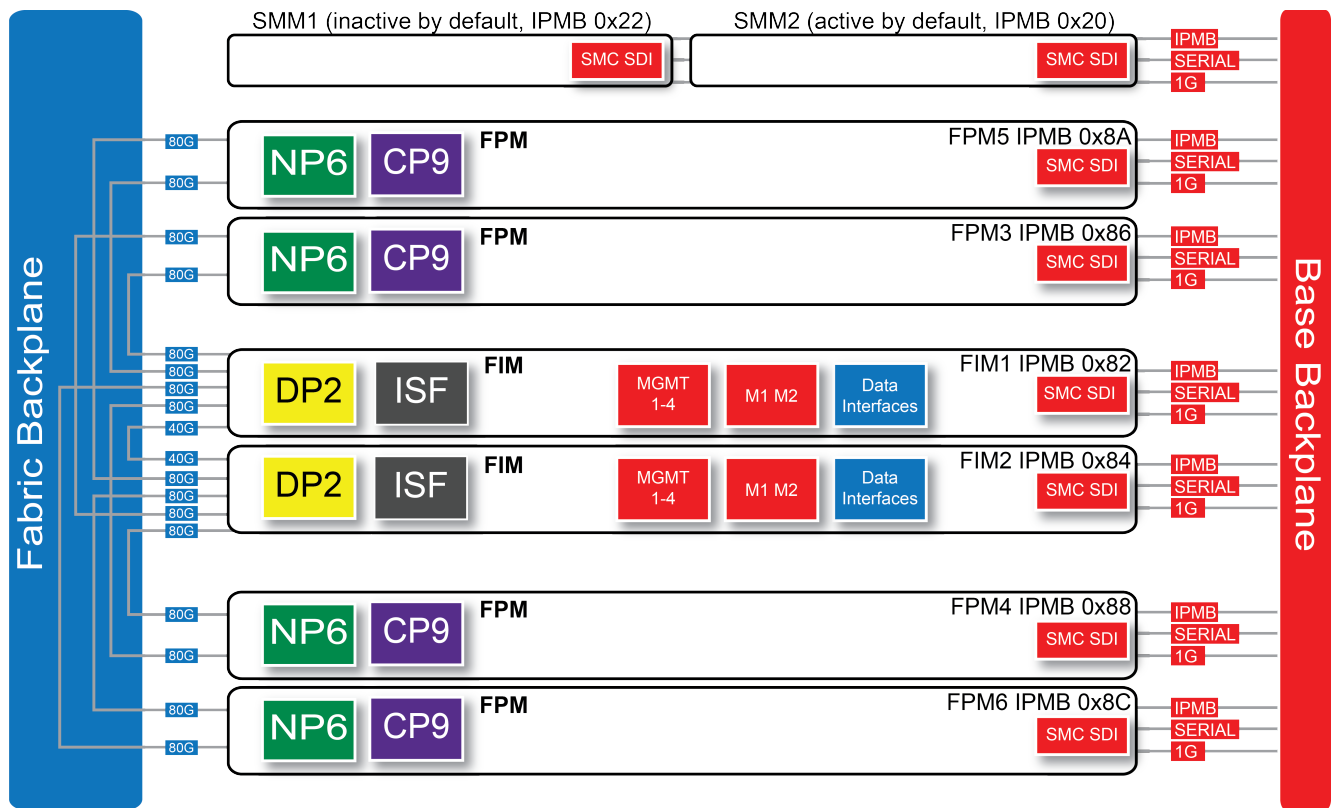 SMM1 (inactive by default, IPMB 0x22)
SMM2 (active by default, IPMB 0x20)
SMC SDI
SMC SDI
IPMB
SERIAL
1G
Fabric Backplane
Base Backplane
80G
80G
NP6
CP9
FPM
FPM5 IPMB 0x8A
SMC SDI
IPMB
SERIAL
1G
80G
80G
NP6
CP9
FPM
FPM3 IPMB 0x86
SMC SDI
IPMB
SERIAL
1G
80G
80G
80G
80G
40G
DP2
ISF
FIM
MGMT
1-4
M1 M2
Data
Interfaces
FIM1 IPMB 0x82
SMC SDI
IPMB
SERIAL
1G
40G
80G
80G
80G
80G
DP2
ISF
FIM
MGMT
1-4
M1 M2
Data
Interfaces
FIM2 IPMB 0x84
SMC SDI
IPMB
SERIAL
1G
80G
80G
NP6
CP9
FPM
FPM4 IPMB 0x88
SMC SDI
IPMB
SERIAL
1G
80G
80G
NP6
CP9
FPM
FPM6 IPMB 0x8C
SMC SDI
IPMB
SERIAL
1G